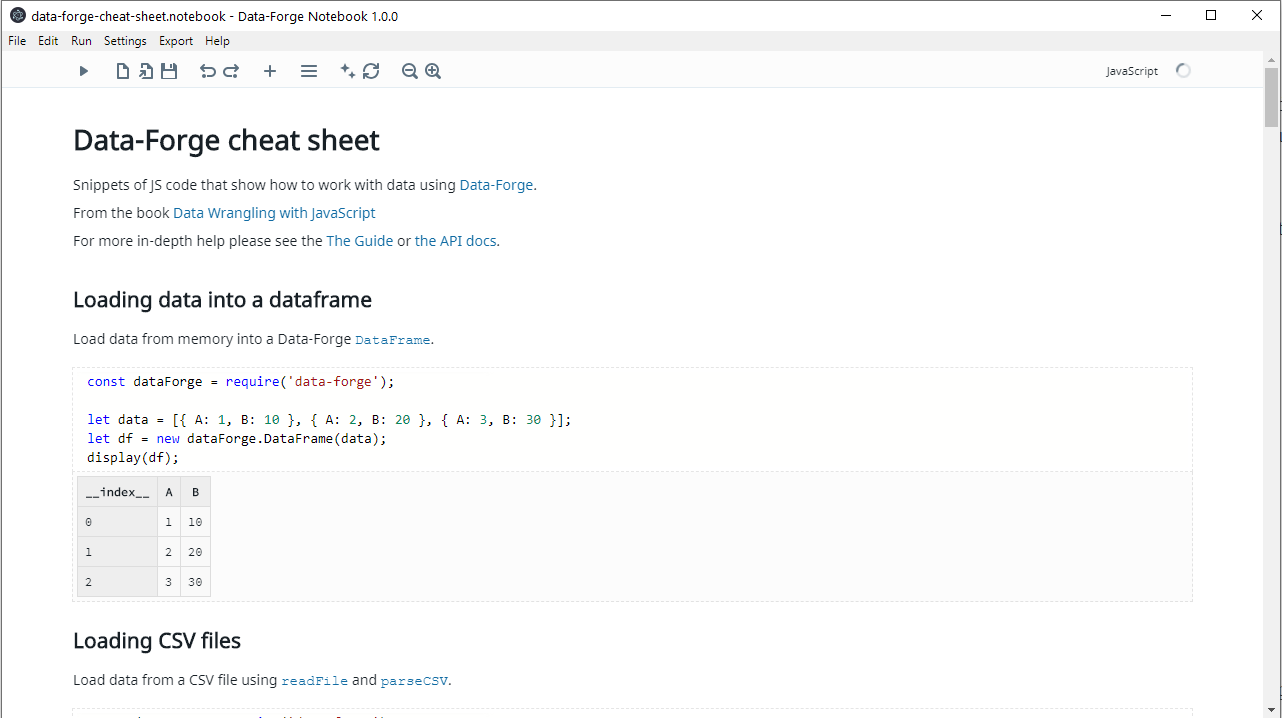 data-forge-cheat-sheet.notebook - Data-Forge Notebook 1.0.0
File Edit Run Settings Export Help
JavaScript
Data-Forge cheat sheet
Snippets of JS code that show how to work with data using Data-Forge.
From the book Data Wrangling with JavaScript
For more in-depth help please see the The Guide or the API docs.
Loading data into a dataframe
Load data from memory into a Data-Forge DataFrame.
const dataForge = require('data-forge');
let data = [{ A: 1, B: 10 }, { A: 2, B: 20 }, { A: 3, B: 30 }];
let df = new dataForge.DataFrame(data);
display(df);
__index__ A B
0 1 10
1 2 20
2 3 30
Loading CSV files
Load data from a CSV file using readFile and parseCSV.